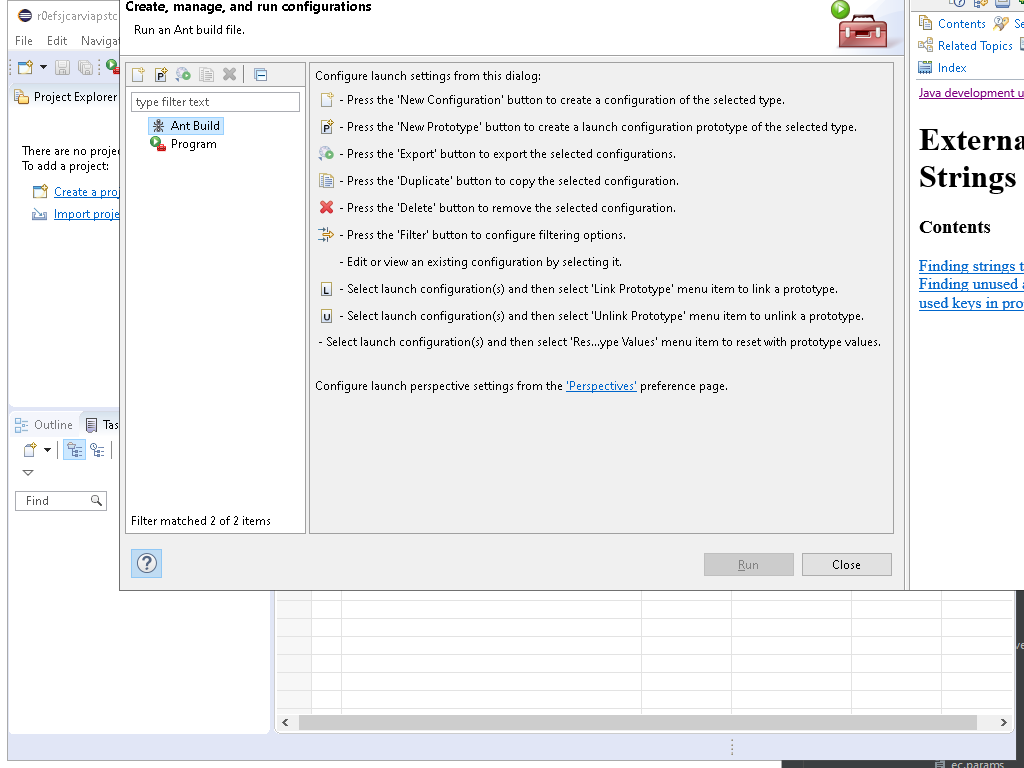 Create, manage, and run configurations
Run an Ant build file.
r0efsjcarviapstc
File Edit Naviga
Project Explorer
There are no proje
To add a project:
Create a proj
Import proje
type filter text
Ant Build
Program
Filter matched 2 of 2 items
Configure launch settings from this dialog:
- Press the 'New Configuration' button to create a configuration of the selected type.
P - Press the 'New Prototype' button to create a launch configuration prototype of the selected type.
- Press the 'Export' button to export the selected configurations.
- Press the 'Duplicate' button to copy the selected configuration.
- Press the 'Delete' button to remove the selected configuration.
- Press the 'Filter' button to configure filtering options.
- Edit or view an existing configuration by selecting it.
L - Select launch configuration(s) and then select 'Link Prototype' menu item to link a prototype.
U - Select launch configuration(s) and then select 'Unlink Prototype' menu item to unlink a prototype.
- Select launch configuration(s) and then select 'Res...ype Values' menu item to reset with prototype values.
Configure launch perspective settings from the 'Perspectives' preference page.
Run
Close
Outline
Tas
Find
Contents
Se
Related Topics
Index
Java development u
Externa
Strings
Contents
Finding strings t
Finding unused a
used keys in pro
ec.params